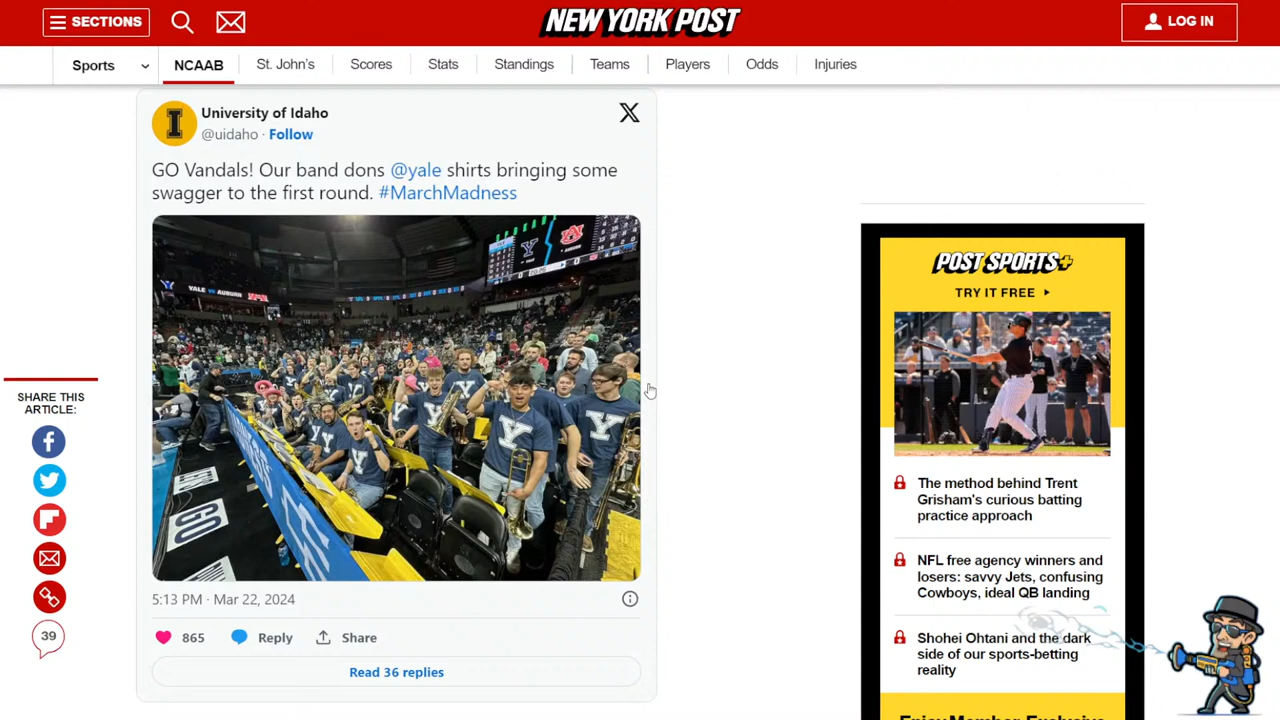 SECTIONS
NEW YORK POST
LOG IN
Sports
NCAAB
St. John's
Scores
Stats
Standings
Teams
Players
Odds
Injuries
University of Idaho
@uidaho · Follow
GO Vandals! Our band dons @yale shirts bringing some
swagger to the first round. #MarchMadness
YALE VS AUBURN
Y
GO
5:13 PM · Mar 22, 2024
865
Reply
Share
Read 36 replies
SHARE THIS
ARTICLE:
39
POST SPORTS+
TRY IT FREE
The method behind Trent
Grisham's curious batting
practice approach
NFL free agency winners and
losers: savvy Jets, confusing
Cowboys, ideal QB landing
Shohei Ohtani and the dark
side of our sports-betting
reality